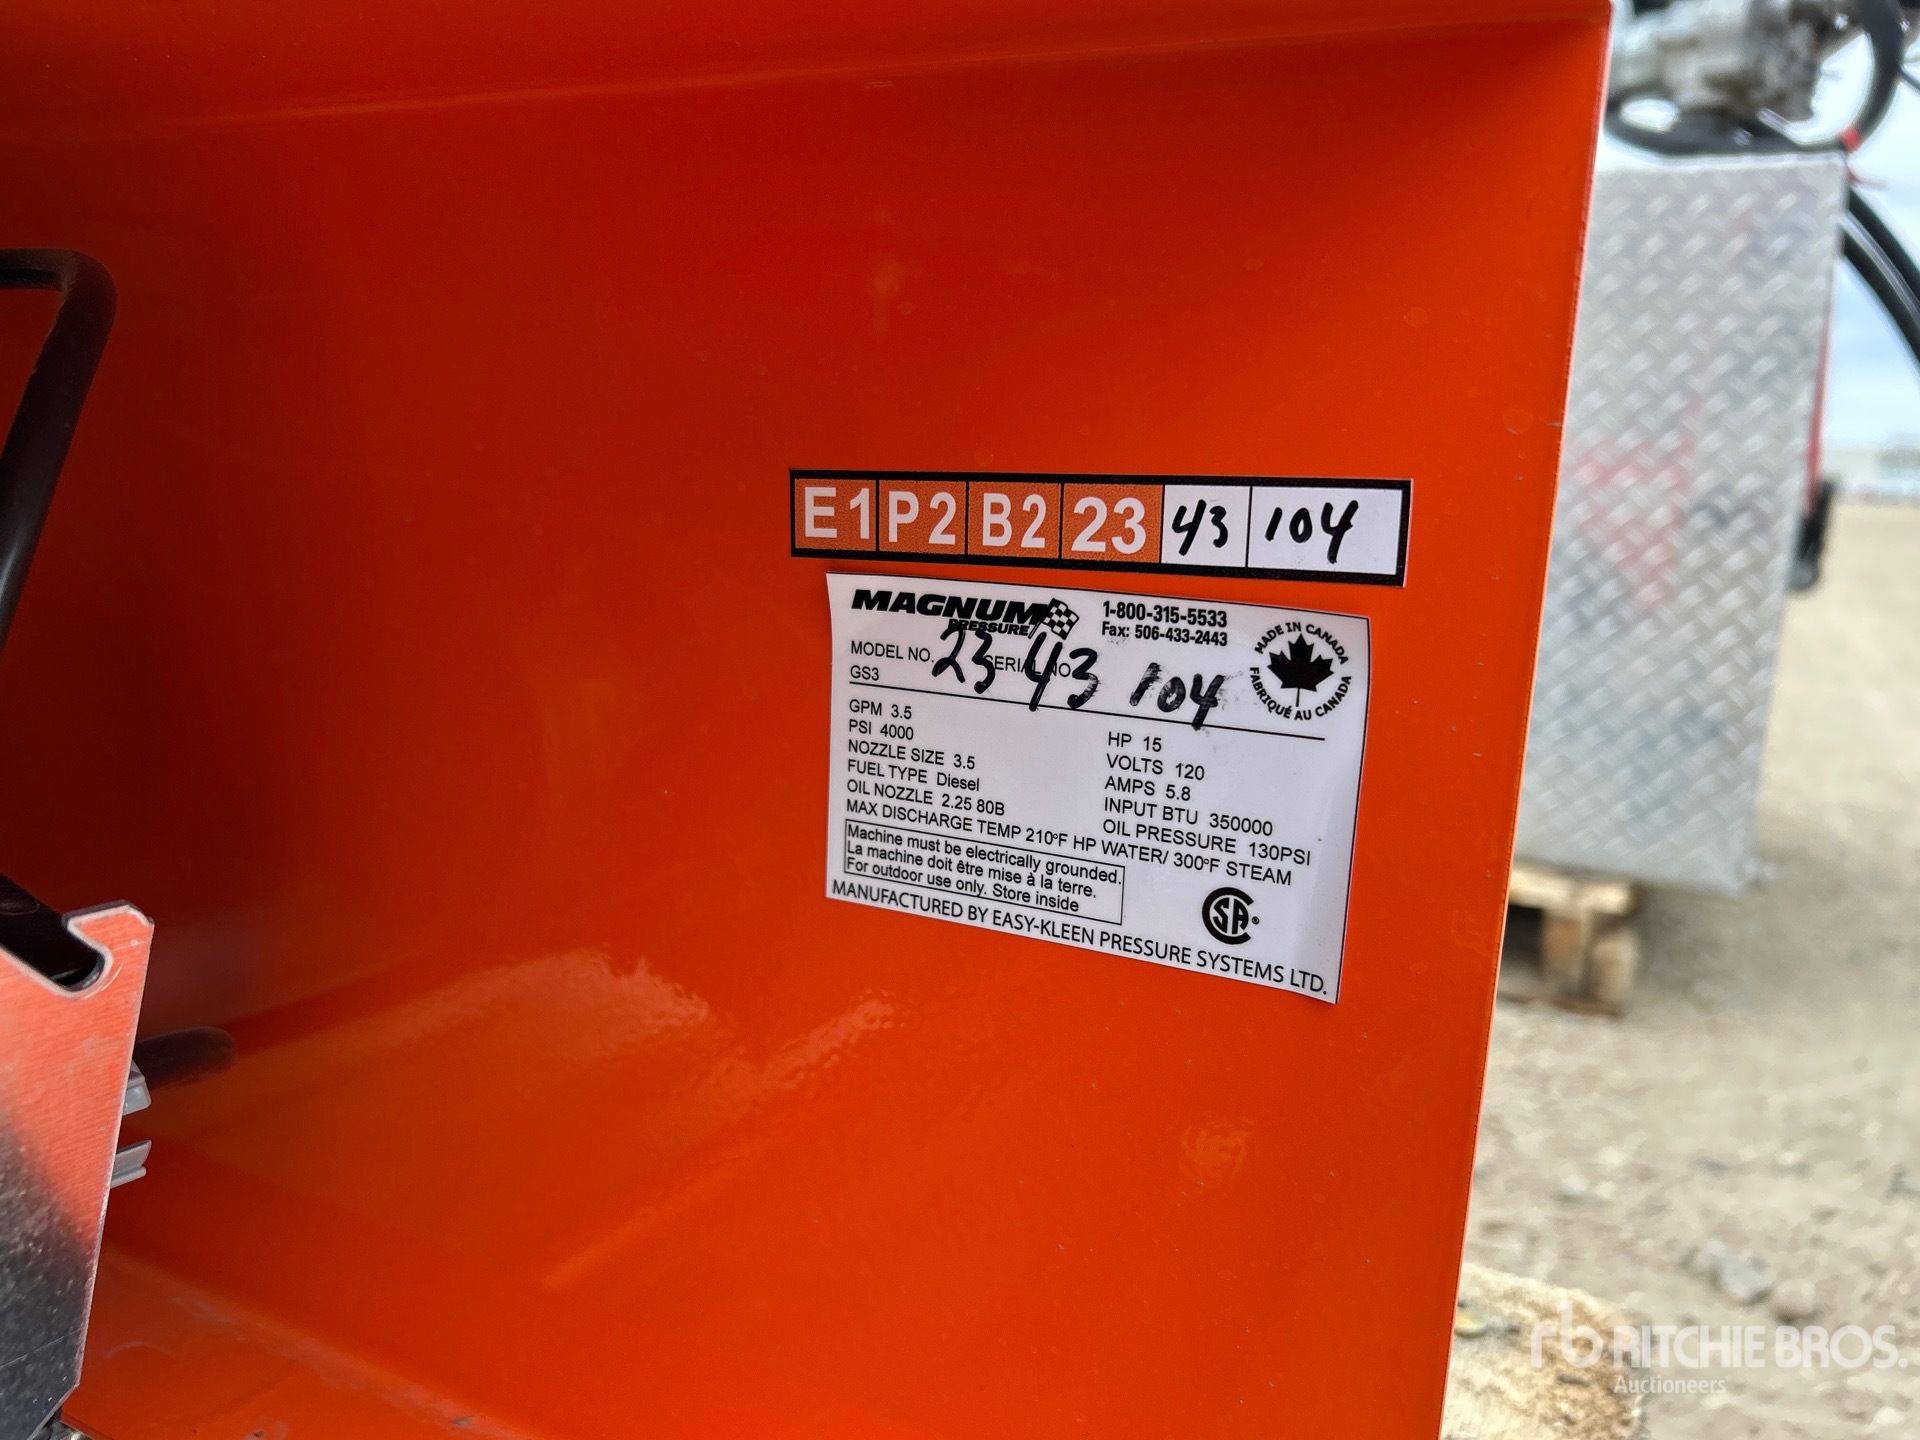 E1 P2 B2 23 43 104
MAGNUM
PRESSURE
1-800-315-5533
Fax: 506-433-2443
MADE IN CANADA
FABRIQUÉ AU CANADA
MODEL NO. SERIAL NO
23 43 104
GS3
GPM 3.5
PSI 4000
NOZZLE SIZE 3.5
FUEL TYPE Diesel
OIL NOZZLE 2.25 80B
HP 15
VOLTS 120
AMPS 5.8
INPUT BTU 350000
OIL PRESSURE 130PSI
MAX DISCHARGE TEMP 210°F HP WATER/ 300°F STEAM
Machine must be electrically grounded.
La machine doit être mise à la terre.
For outdoor use only. Store inside
SA®
MANUFACTURED BY EASY-KLEEN PRESSURE SYSTEMS LTD.
rb RITCHIE BROS.
Auctioneers